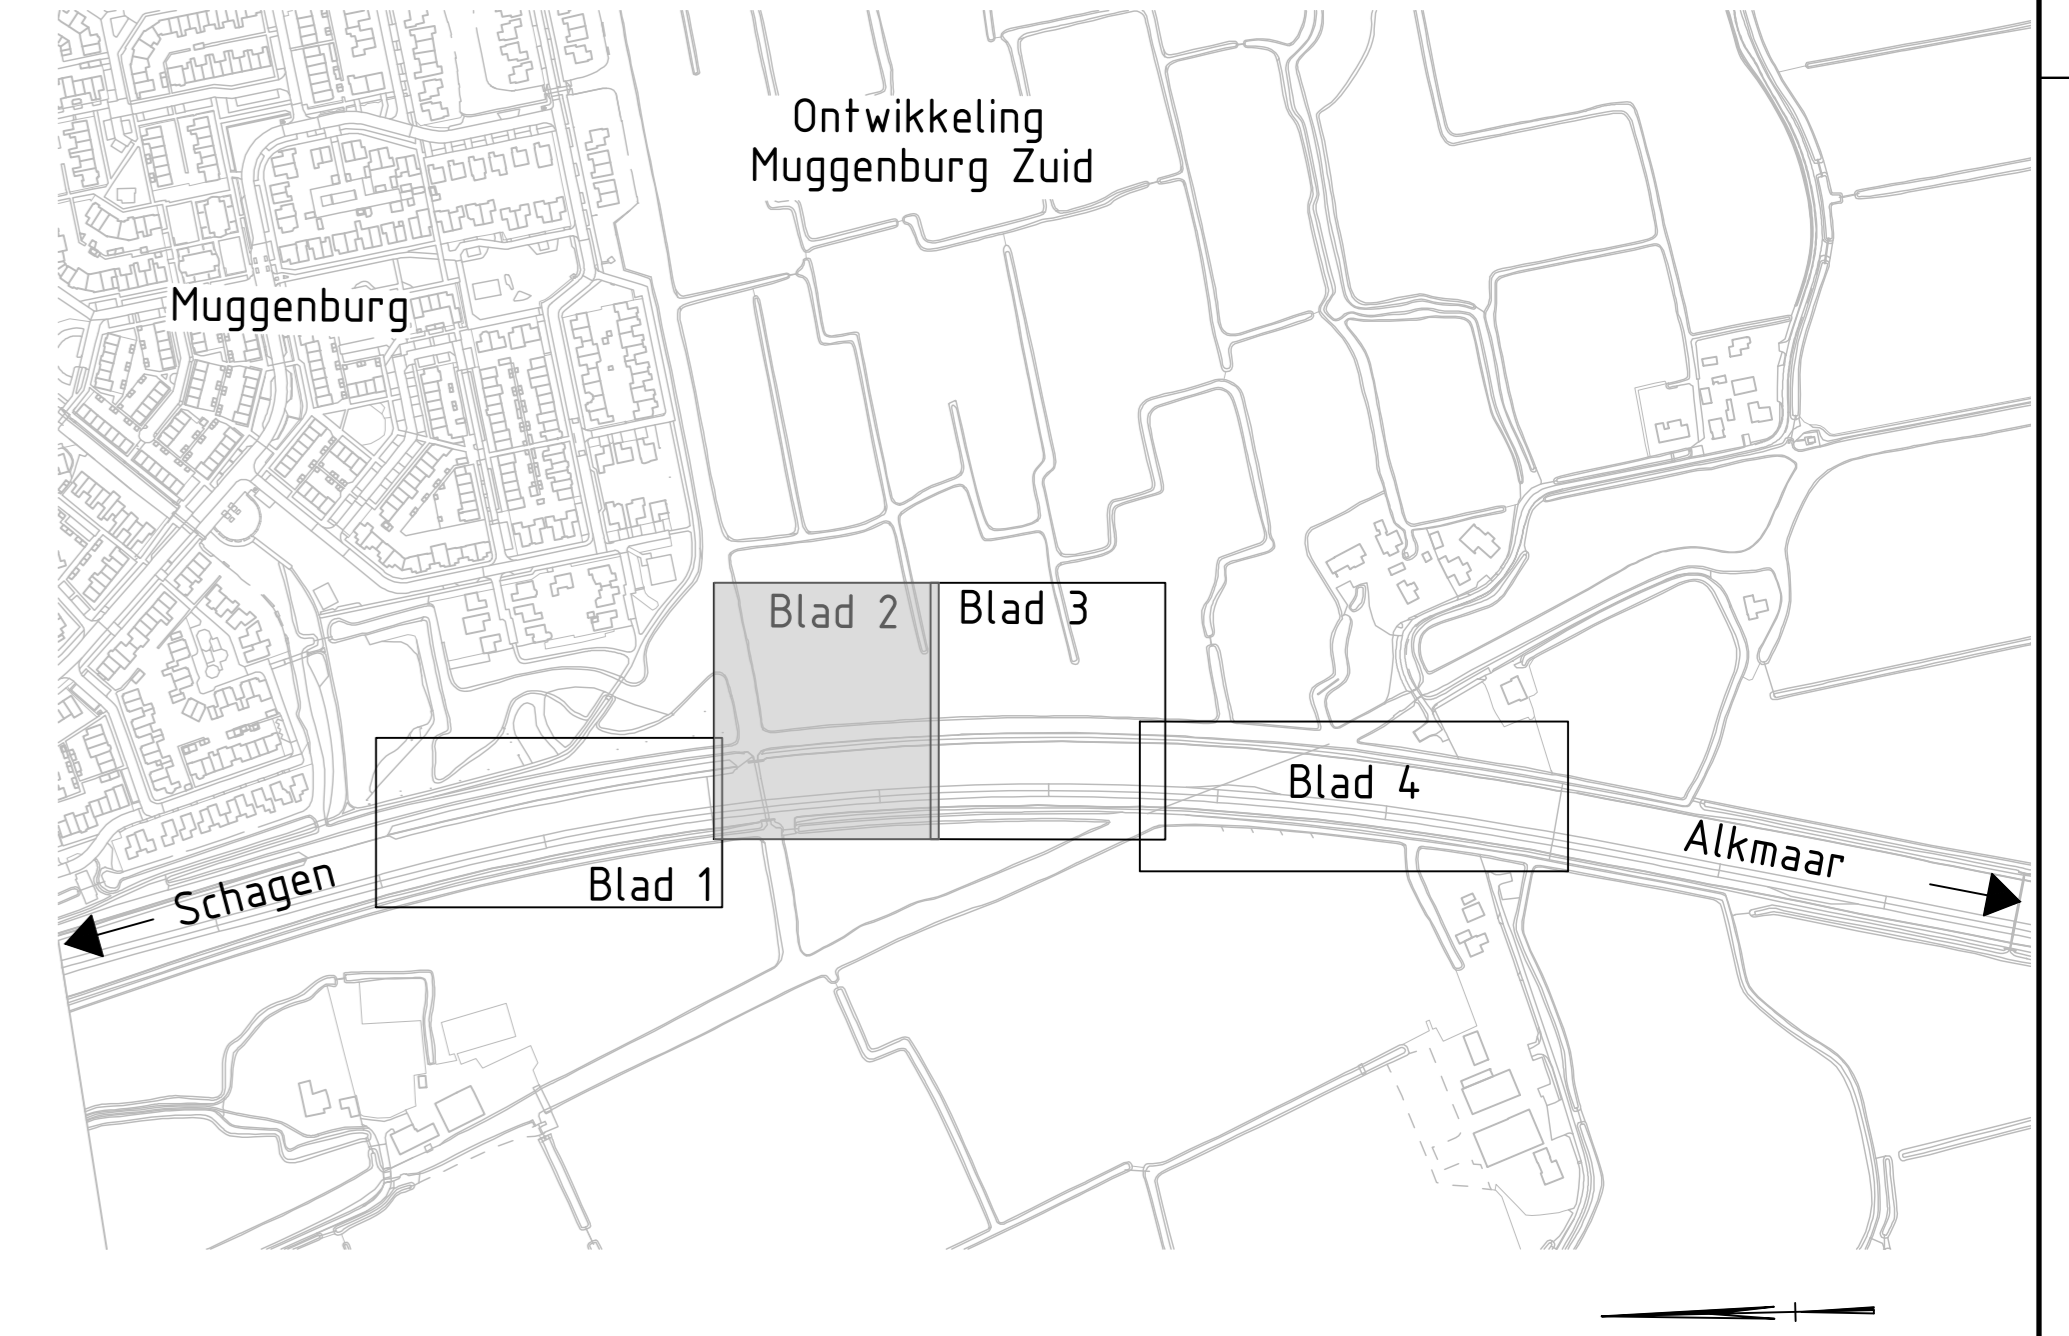 Ontwikkeling
Muggenburg Zuid
Muggenburg
Blad 2
Blad 3
Blad 4
Blad 1
Schagen
Alkmaar